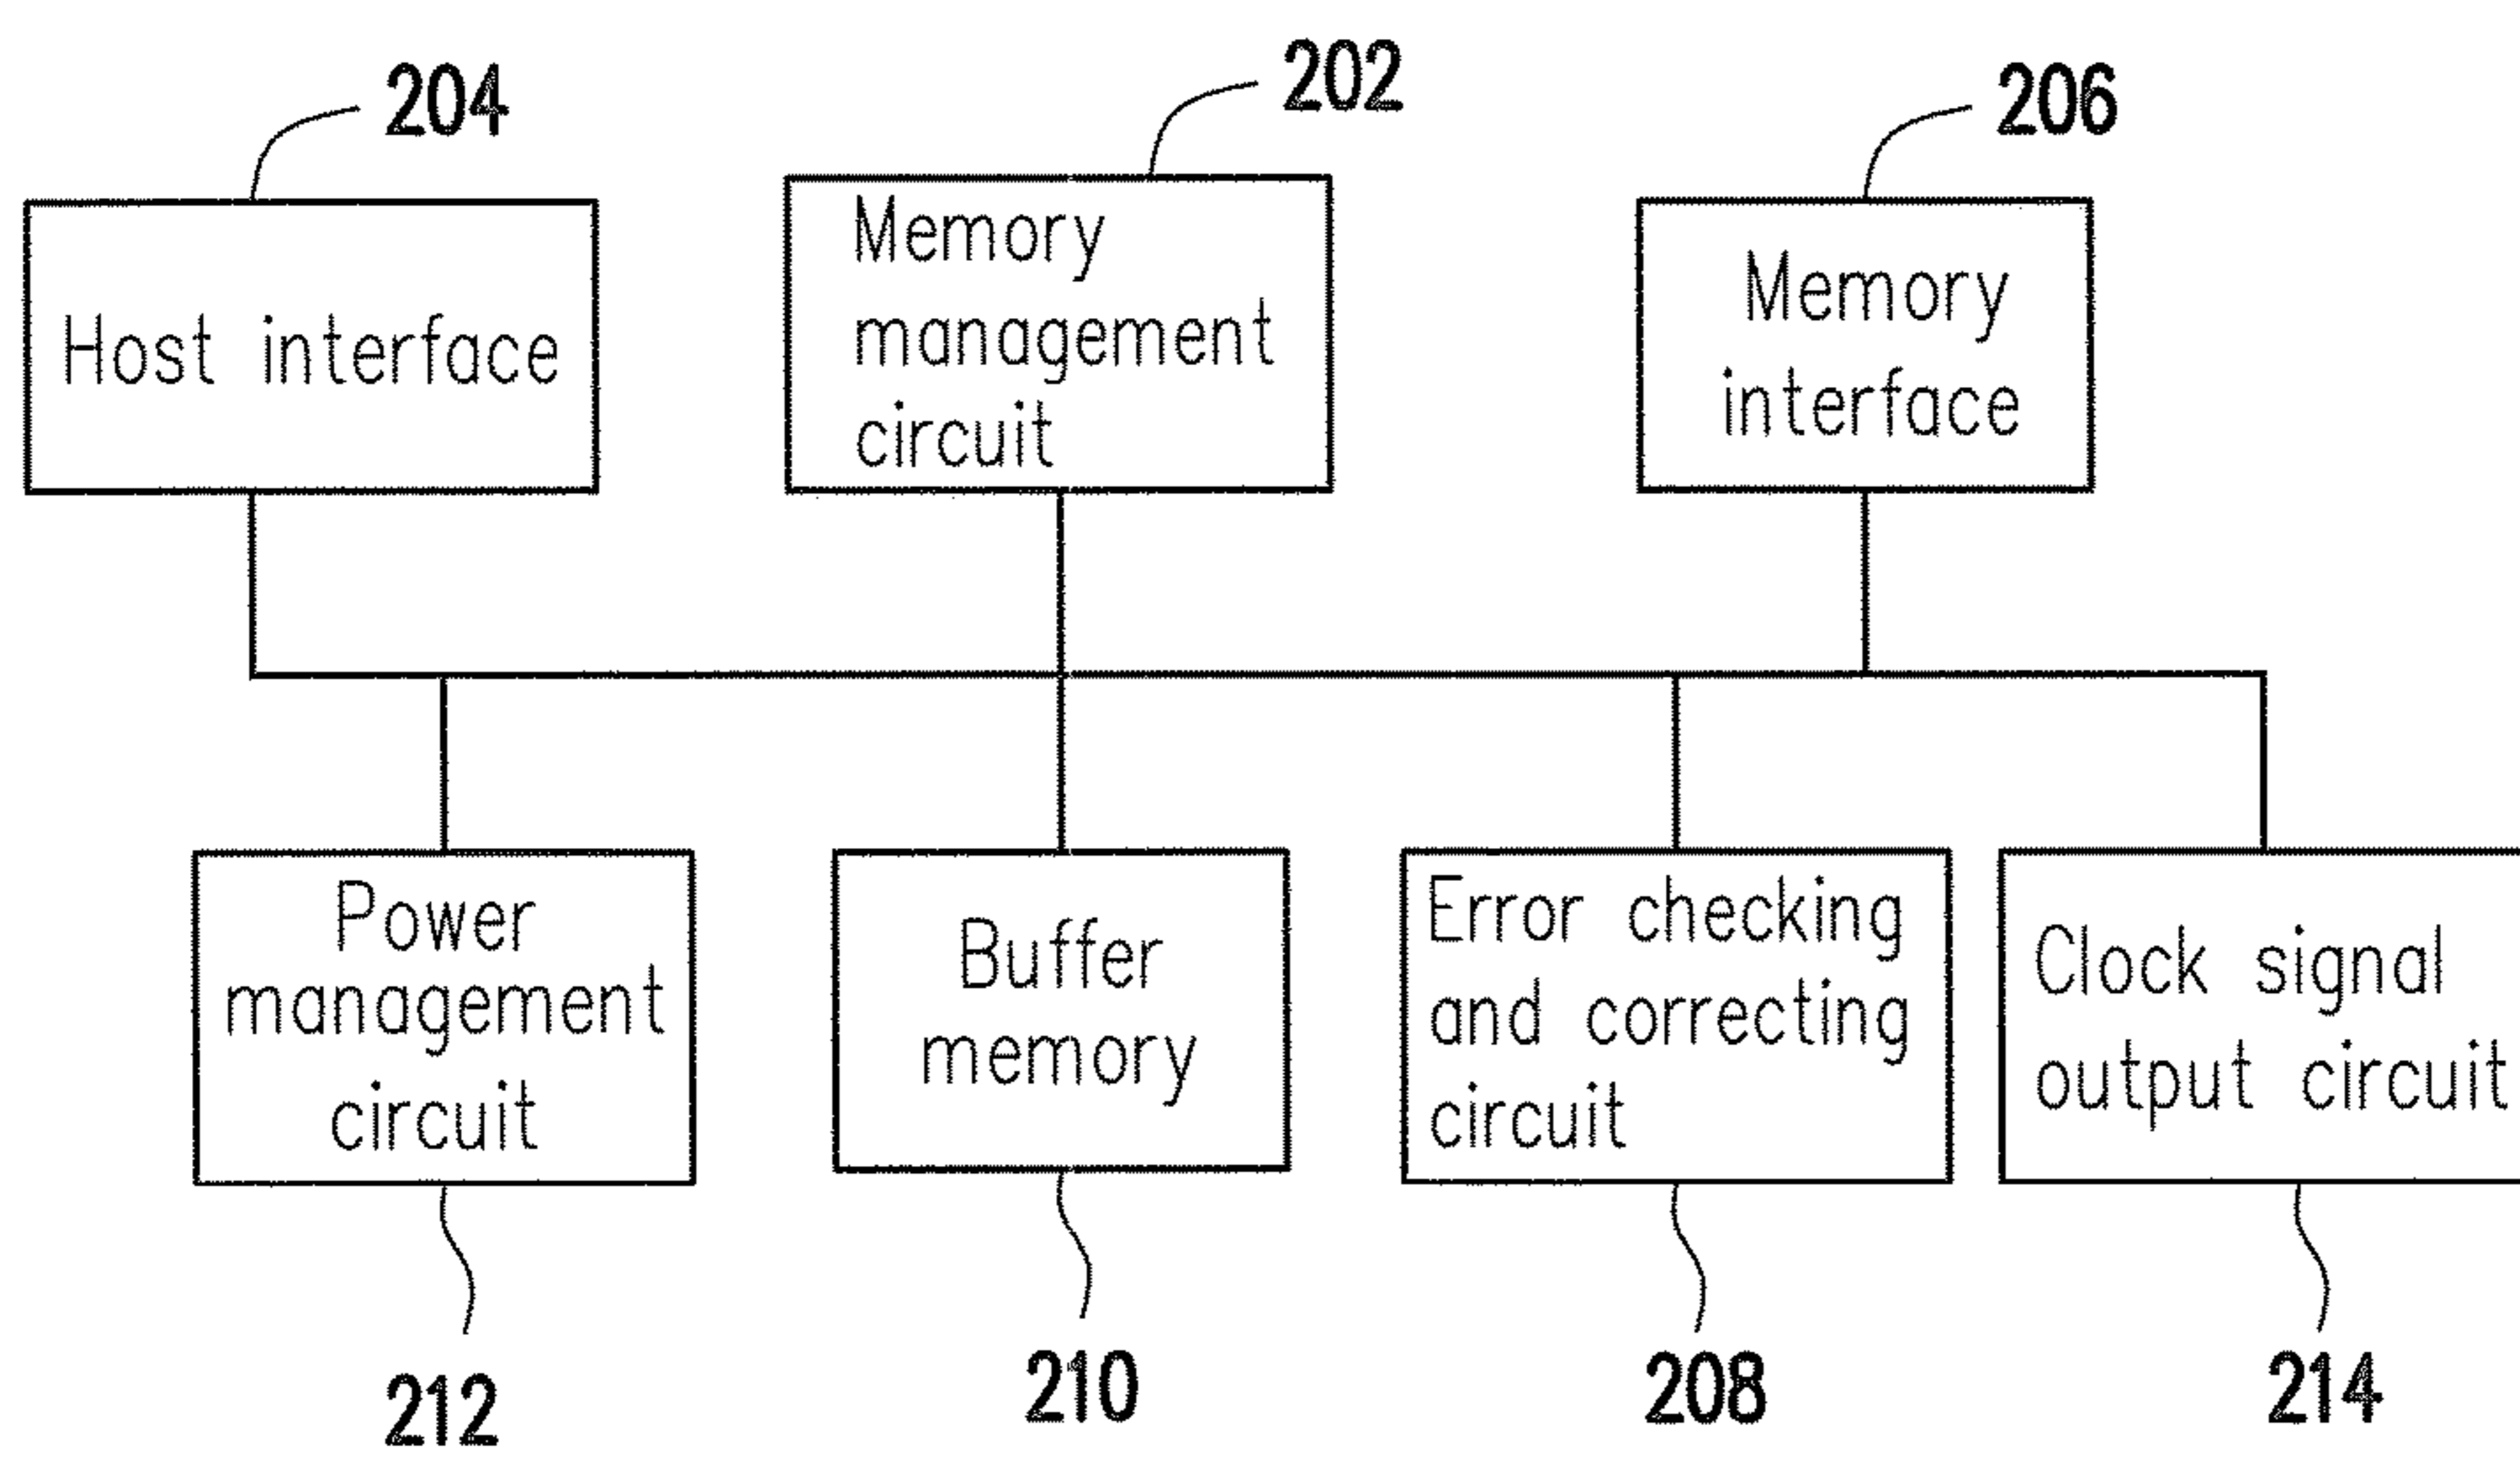 204
202
206
Host interface
Memory
management
circuit
Memory
interface
Power
management
circuit
Buffer
memory
Error checking
and correcting
circuit
Clock signal
output circuit
212
210
208
214